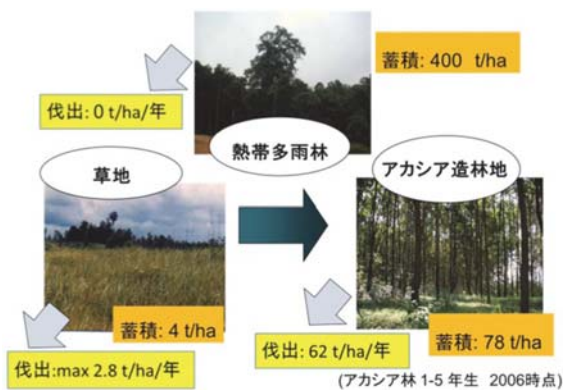 蓄積: 400 t/ha
伐出: 0 t/ha/年
熱帯多雨林
草地
アカシア造林地
蓄積: 4 t/ha
伐出:max 2.8 t/ha/年
伐出: 62 t/ha/年
蓄積: 78 t/ha
(アカシア林 1-5 年生 2006時点)